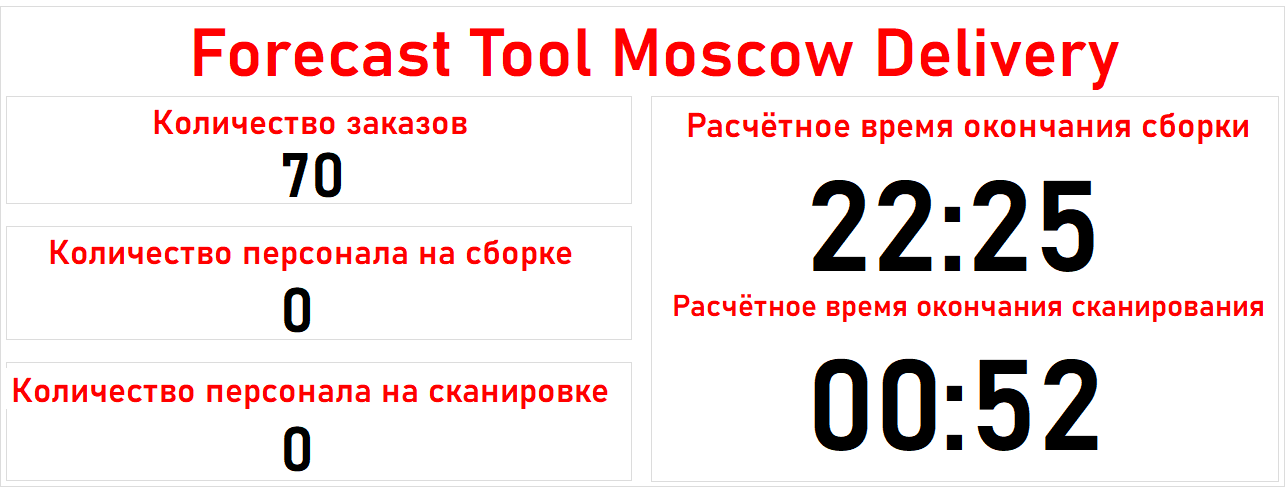 Forecast Tool Moscow Delivery
Количество заказов
70
Количество персонала на сборке
0
Количество персонала на сканировке
0
Расчётное время окончания сборки
22:25
Расчётное время окончания сканирования
00:52